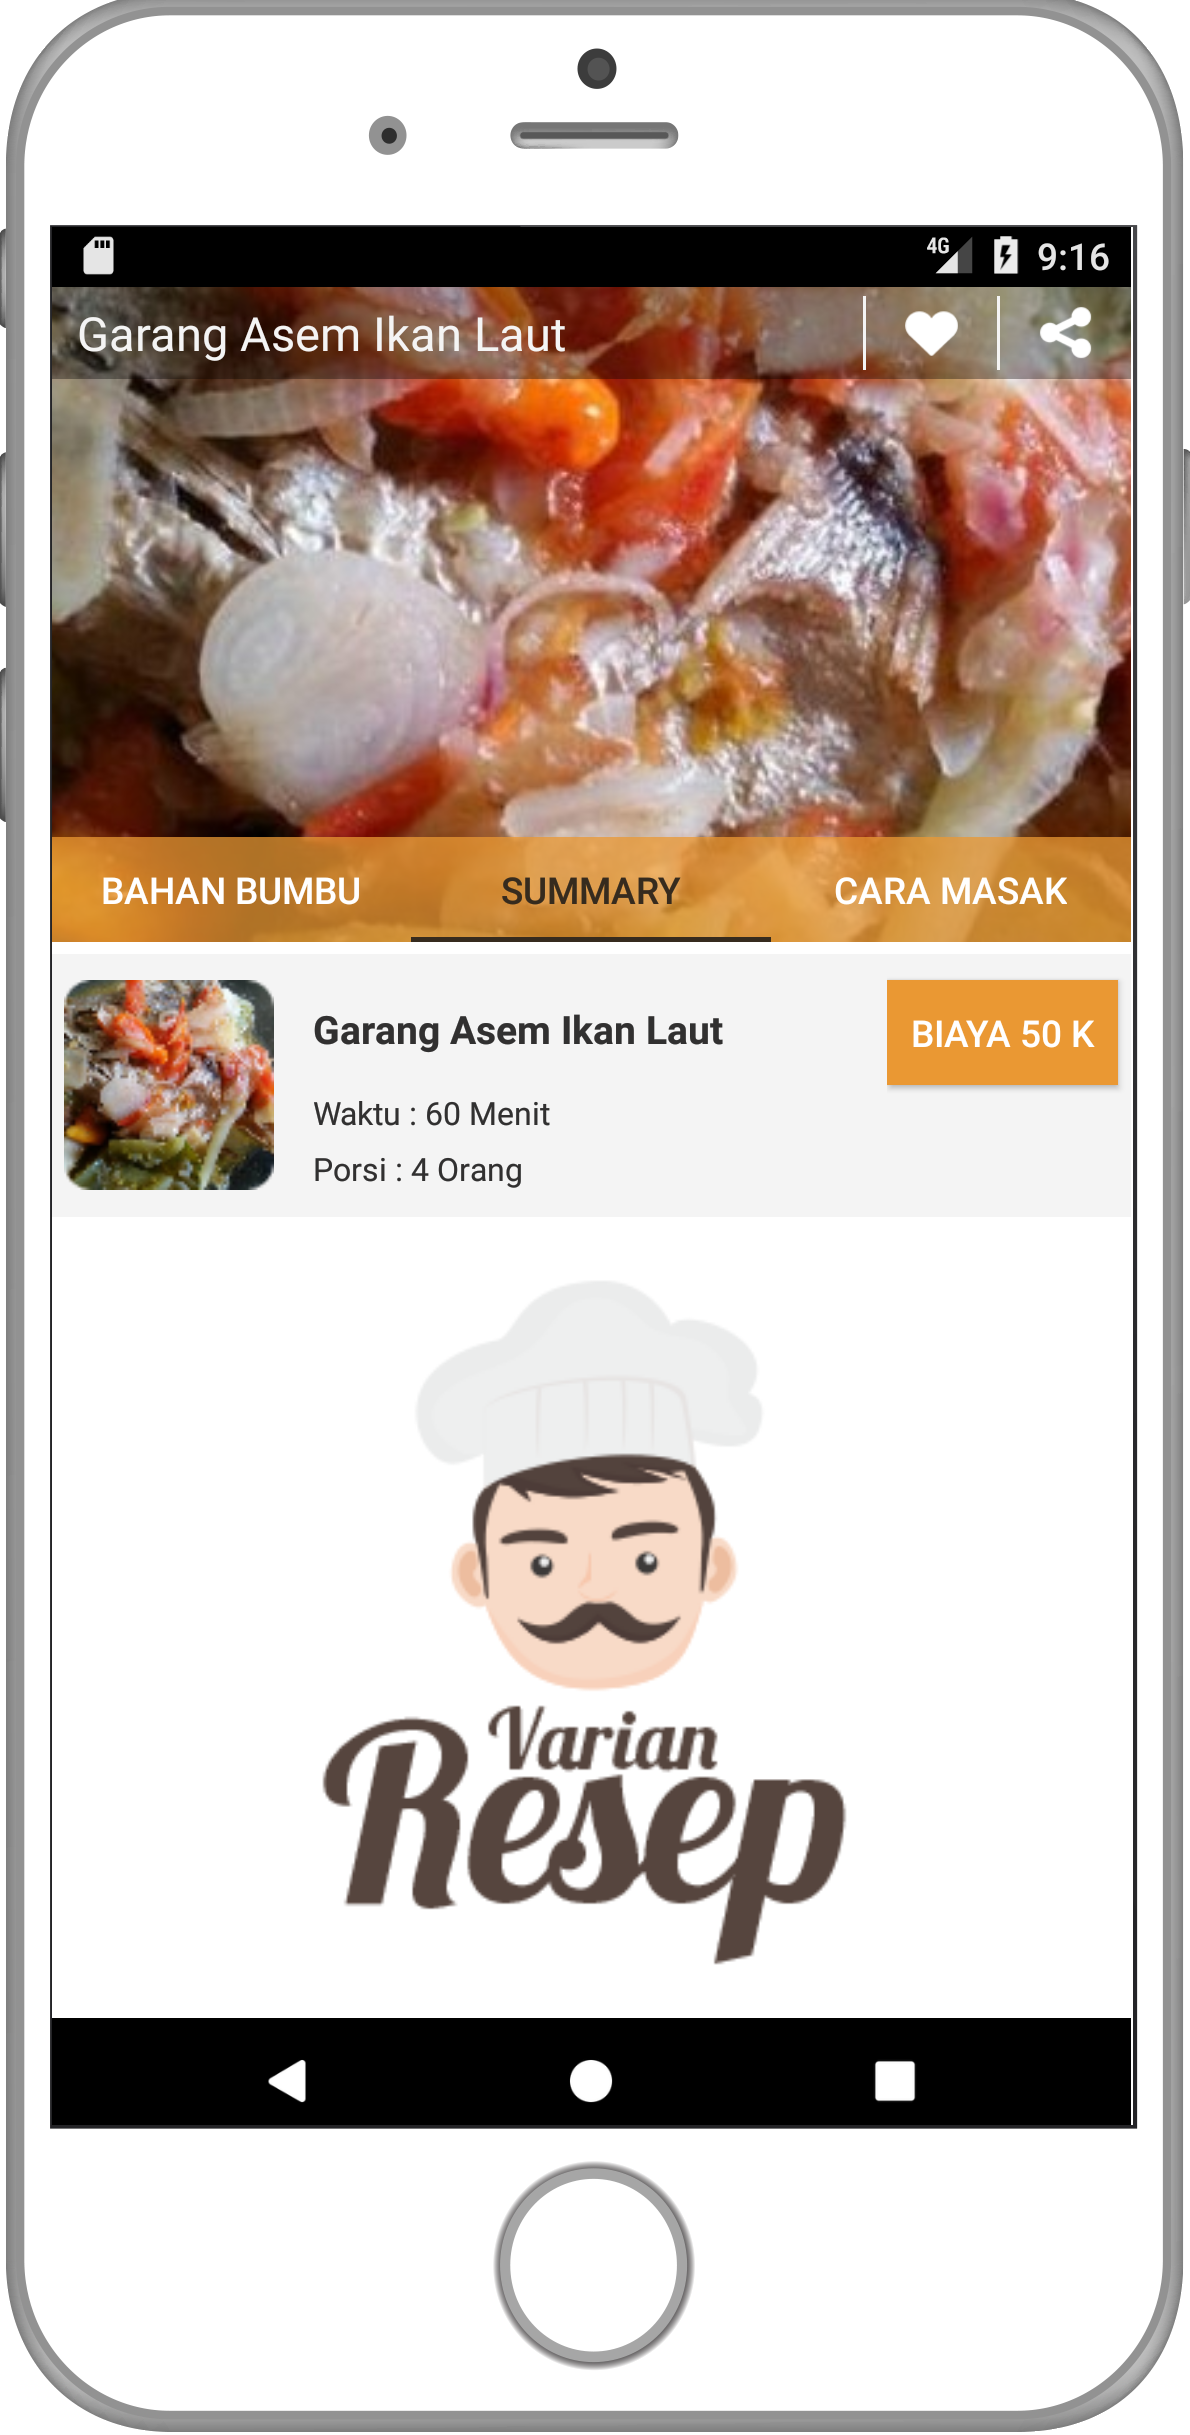 4G 9:16
Garang Asem Ikan Laut
BAHAN BUMBU SUMMARY CARA MASAK
Garang Asem Ikan Laut
BIAYA 50 K
Waktu : 60 Menit
Porsi : 4 Orang
Varian
Resep